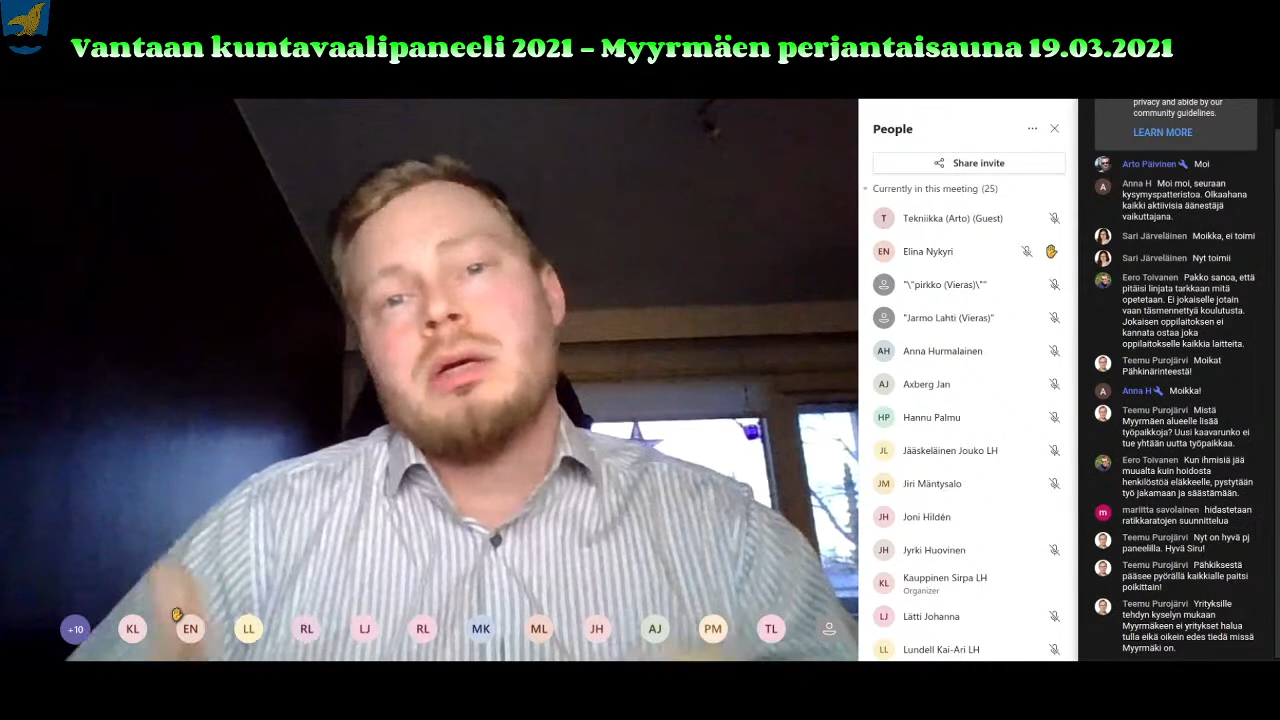 Vantaan kuntavaalipaneeli 2021 – Myyrmäen perjantaisauna 19.03.2021
People
Share invite
Currently in this meeting (25)
T Tekniikka (Arto) (Guest)
EN Elina Nykyri
"\"pirkko (Vieras)\""
"Jarmo Lahti (Vieras)"
AH Anna Hurmalainen
AJ Axberg Jan
HP Hannu Palmu
JL Jääskeläinen Jouko LH
JM Jiri Mäntysalo
JH Joni Hildén
JH Jyrki Huovinen
KL Kauppinen Sirpa LH
Organizer
LJ Lätti Johanna
LL Lundell Kai-Ari LH
+10 KL EN LL RL LJ RL MK ML JH AJ PM TL
privacy and abide by our
community guidelines.
LEARN MORE
Arto Päivinen Moi
A Anna H Moi moi, seuraan
kysymyspatteristoa. Olkaahana
kaikki aktiivisia äänestäjä
vaikuttajana.
Sari Järveläinen Moikka, ei toimi
Sari Järveläinen Nyt toimii
Eero Toivanen Pakko sanoa, että
pitäisi linjata tarkkaan mitä
opetetaan. Ei jokaiselle jotain
vaan täsmennettyä koulutusta.
Jokaisen oppilaitoksen ei
kannata ostaa joka
oppilaitokselle kaikkia laitteita.
Teemu Purojärvi Moikat
Pähkinärinteestä!
A Anna H Moikka!
Teemu Purojärvi Mistä
Myyrmäen alueelle lisää
työpaikkoja? Uusi kaavarunko ei
tue yhtään uutta työpaikkaa.
Eero Toivanen Kun ihmisiä jää
muualta kuin hoidosta
henkilöstöä eläkkeelle, pystytään
työ jakamaan ja säästämään.
m mariitta savolainen hidastetaan
ratikkaratojen suunnittelua
Teemu Purojärvi Nyt on hyvä pj
paneelilla. Hyvä Siru!
Teemu Purojärvi Pähkiksestä
pääsee pyörällä kaikkialle paitsi
poikittain!
Teemu Purojärvi Yrityksille
tehdyn kyselyn mukaan
Myyrmäkeen ei yritykset halua
tulla eikä oikein edes tiedä missä
Myyrmäki on.